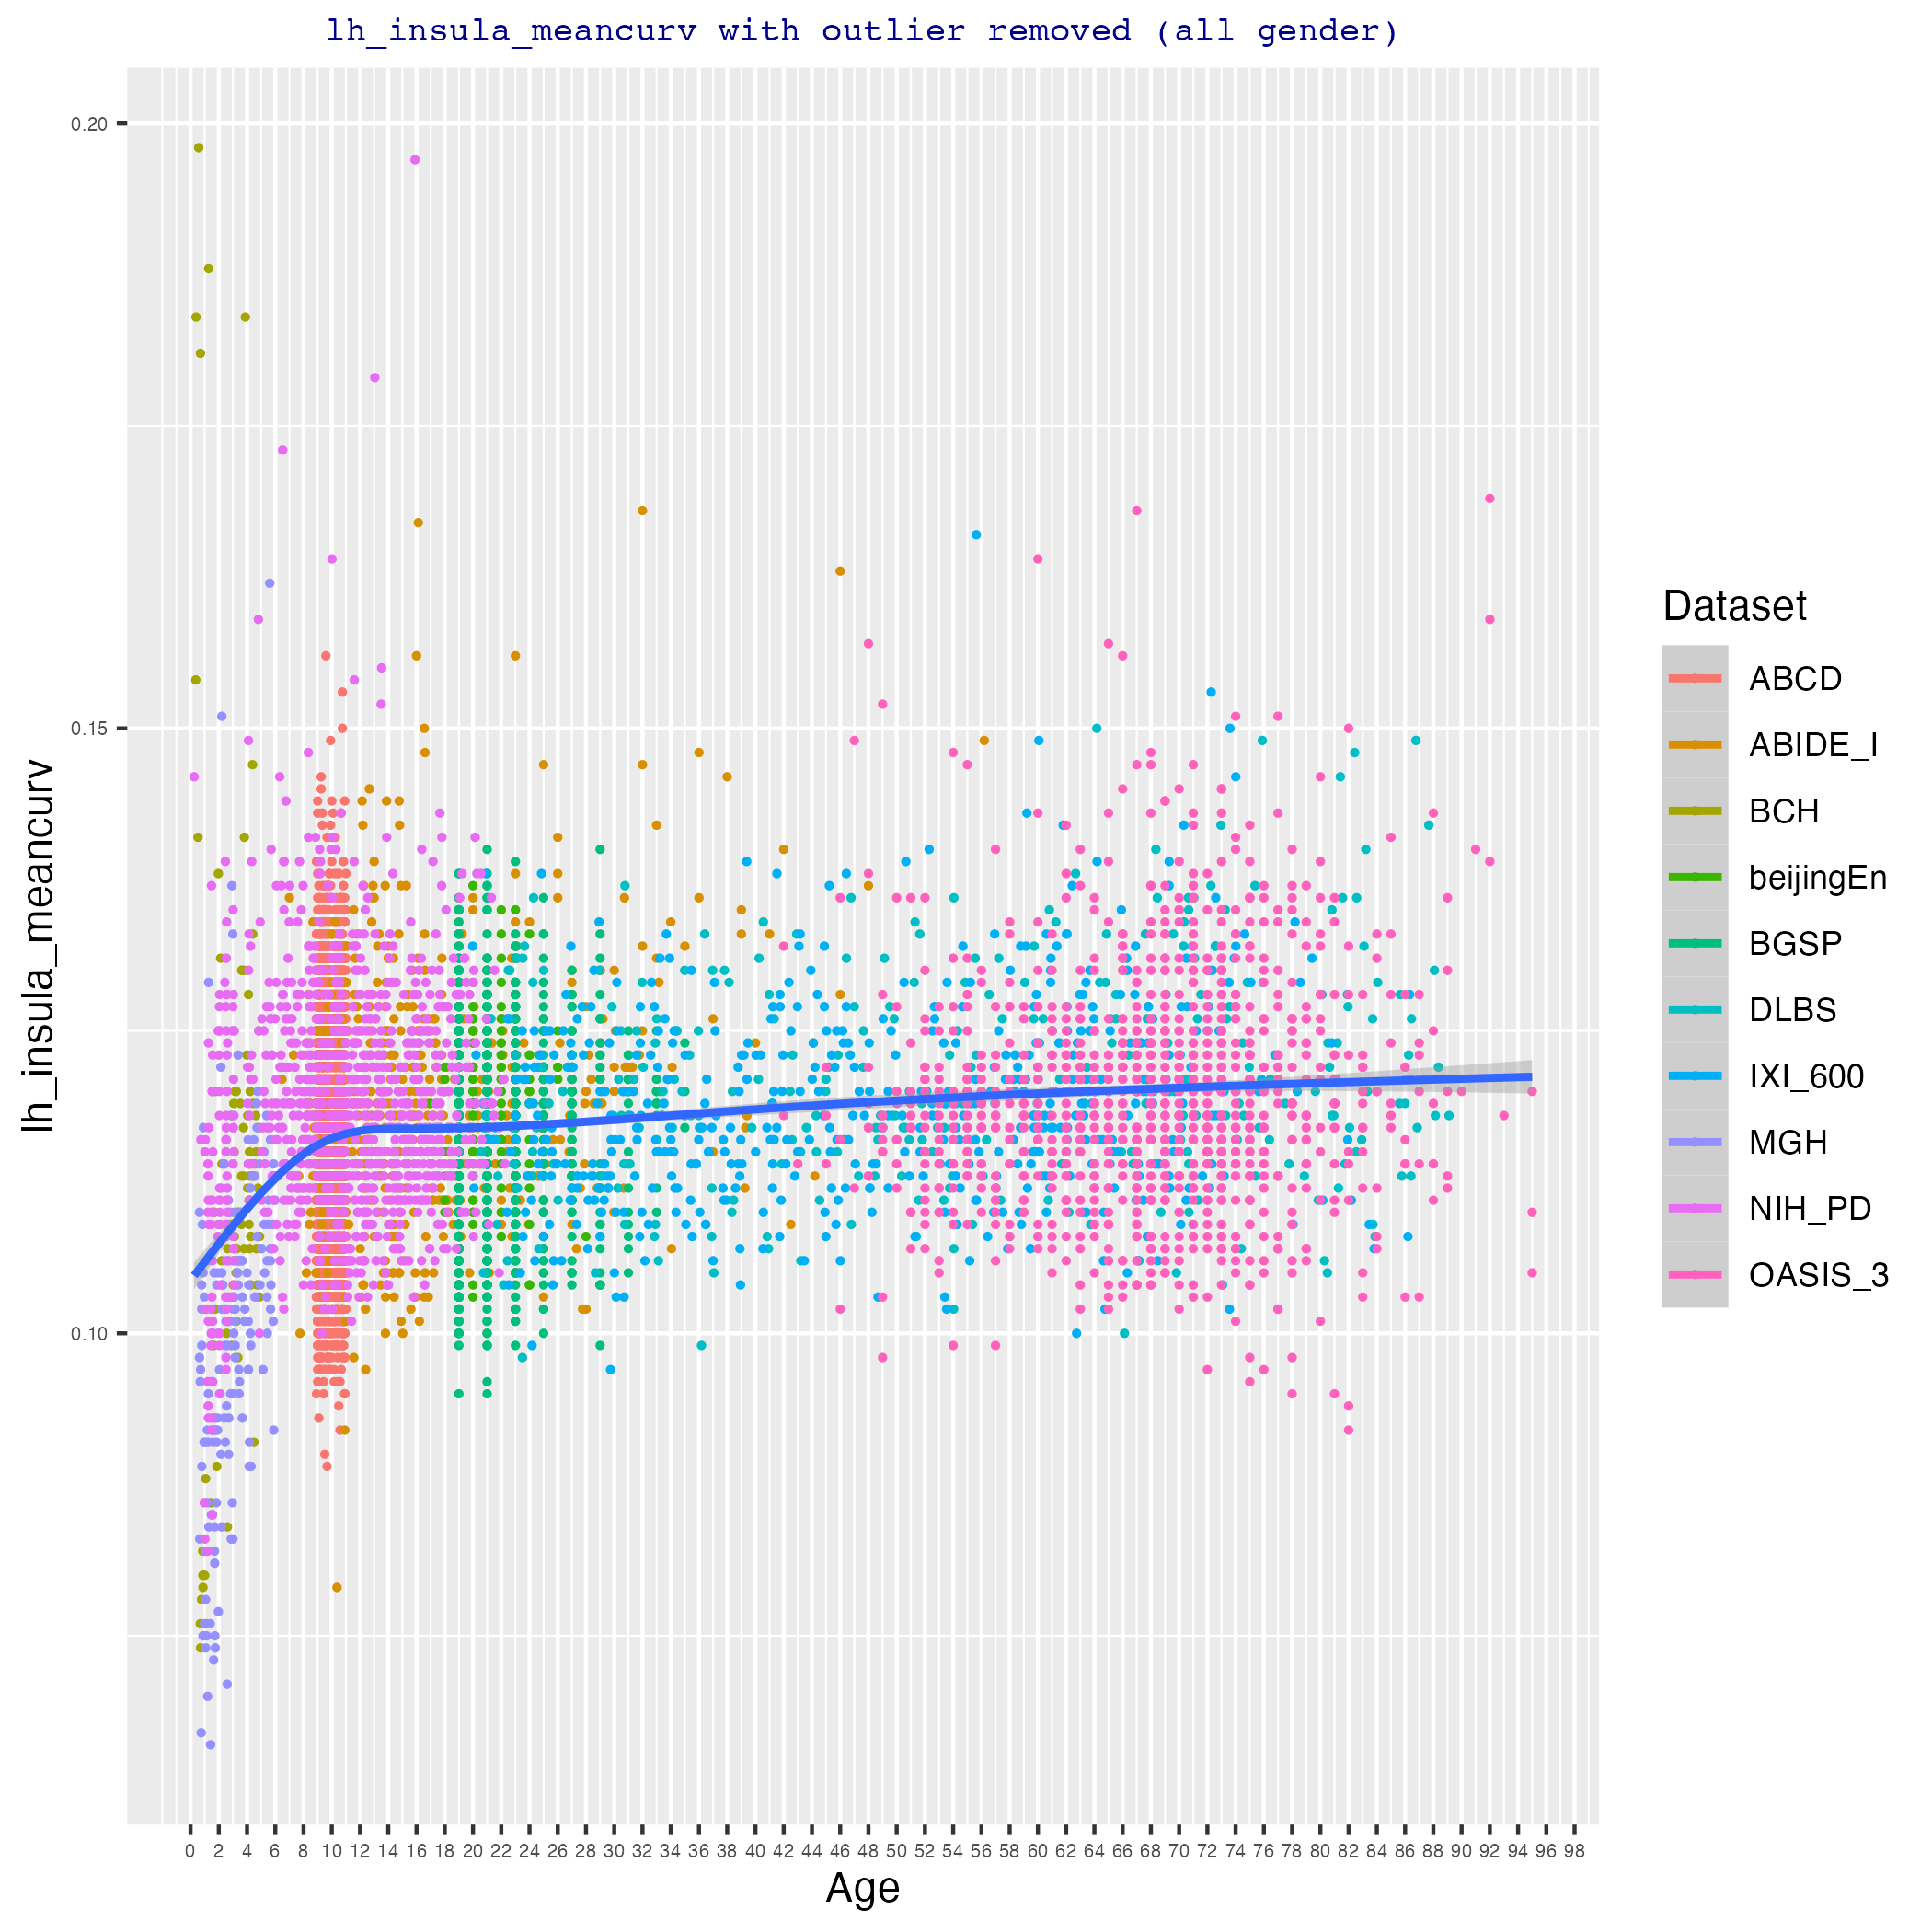 lh_insula_meancurv with outlier removed (all gender)
lh_insula_meancurv
0.20
0.15
0.10
0 2 4 6 8 10 12 14 16 18 20 22 24 26 28 30 32 34 36 38 40 42 44 46 48 50 52 54 56 58 60 62 64 66 68 70 72 74 76 78 80 82 84 86 88 90 92 94 96 98
Age
Dataset
ABCD
ABIDE_I
BCH
beijingEn
BGSP
DLBS
IXI_600
MGH
NIH_PD
OASIS_3